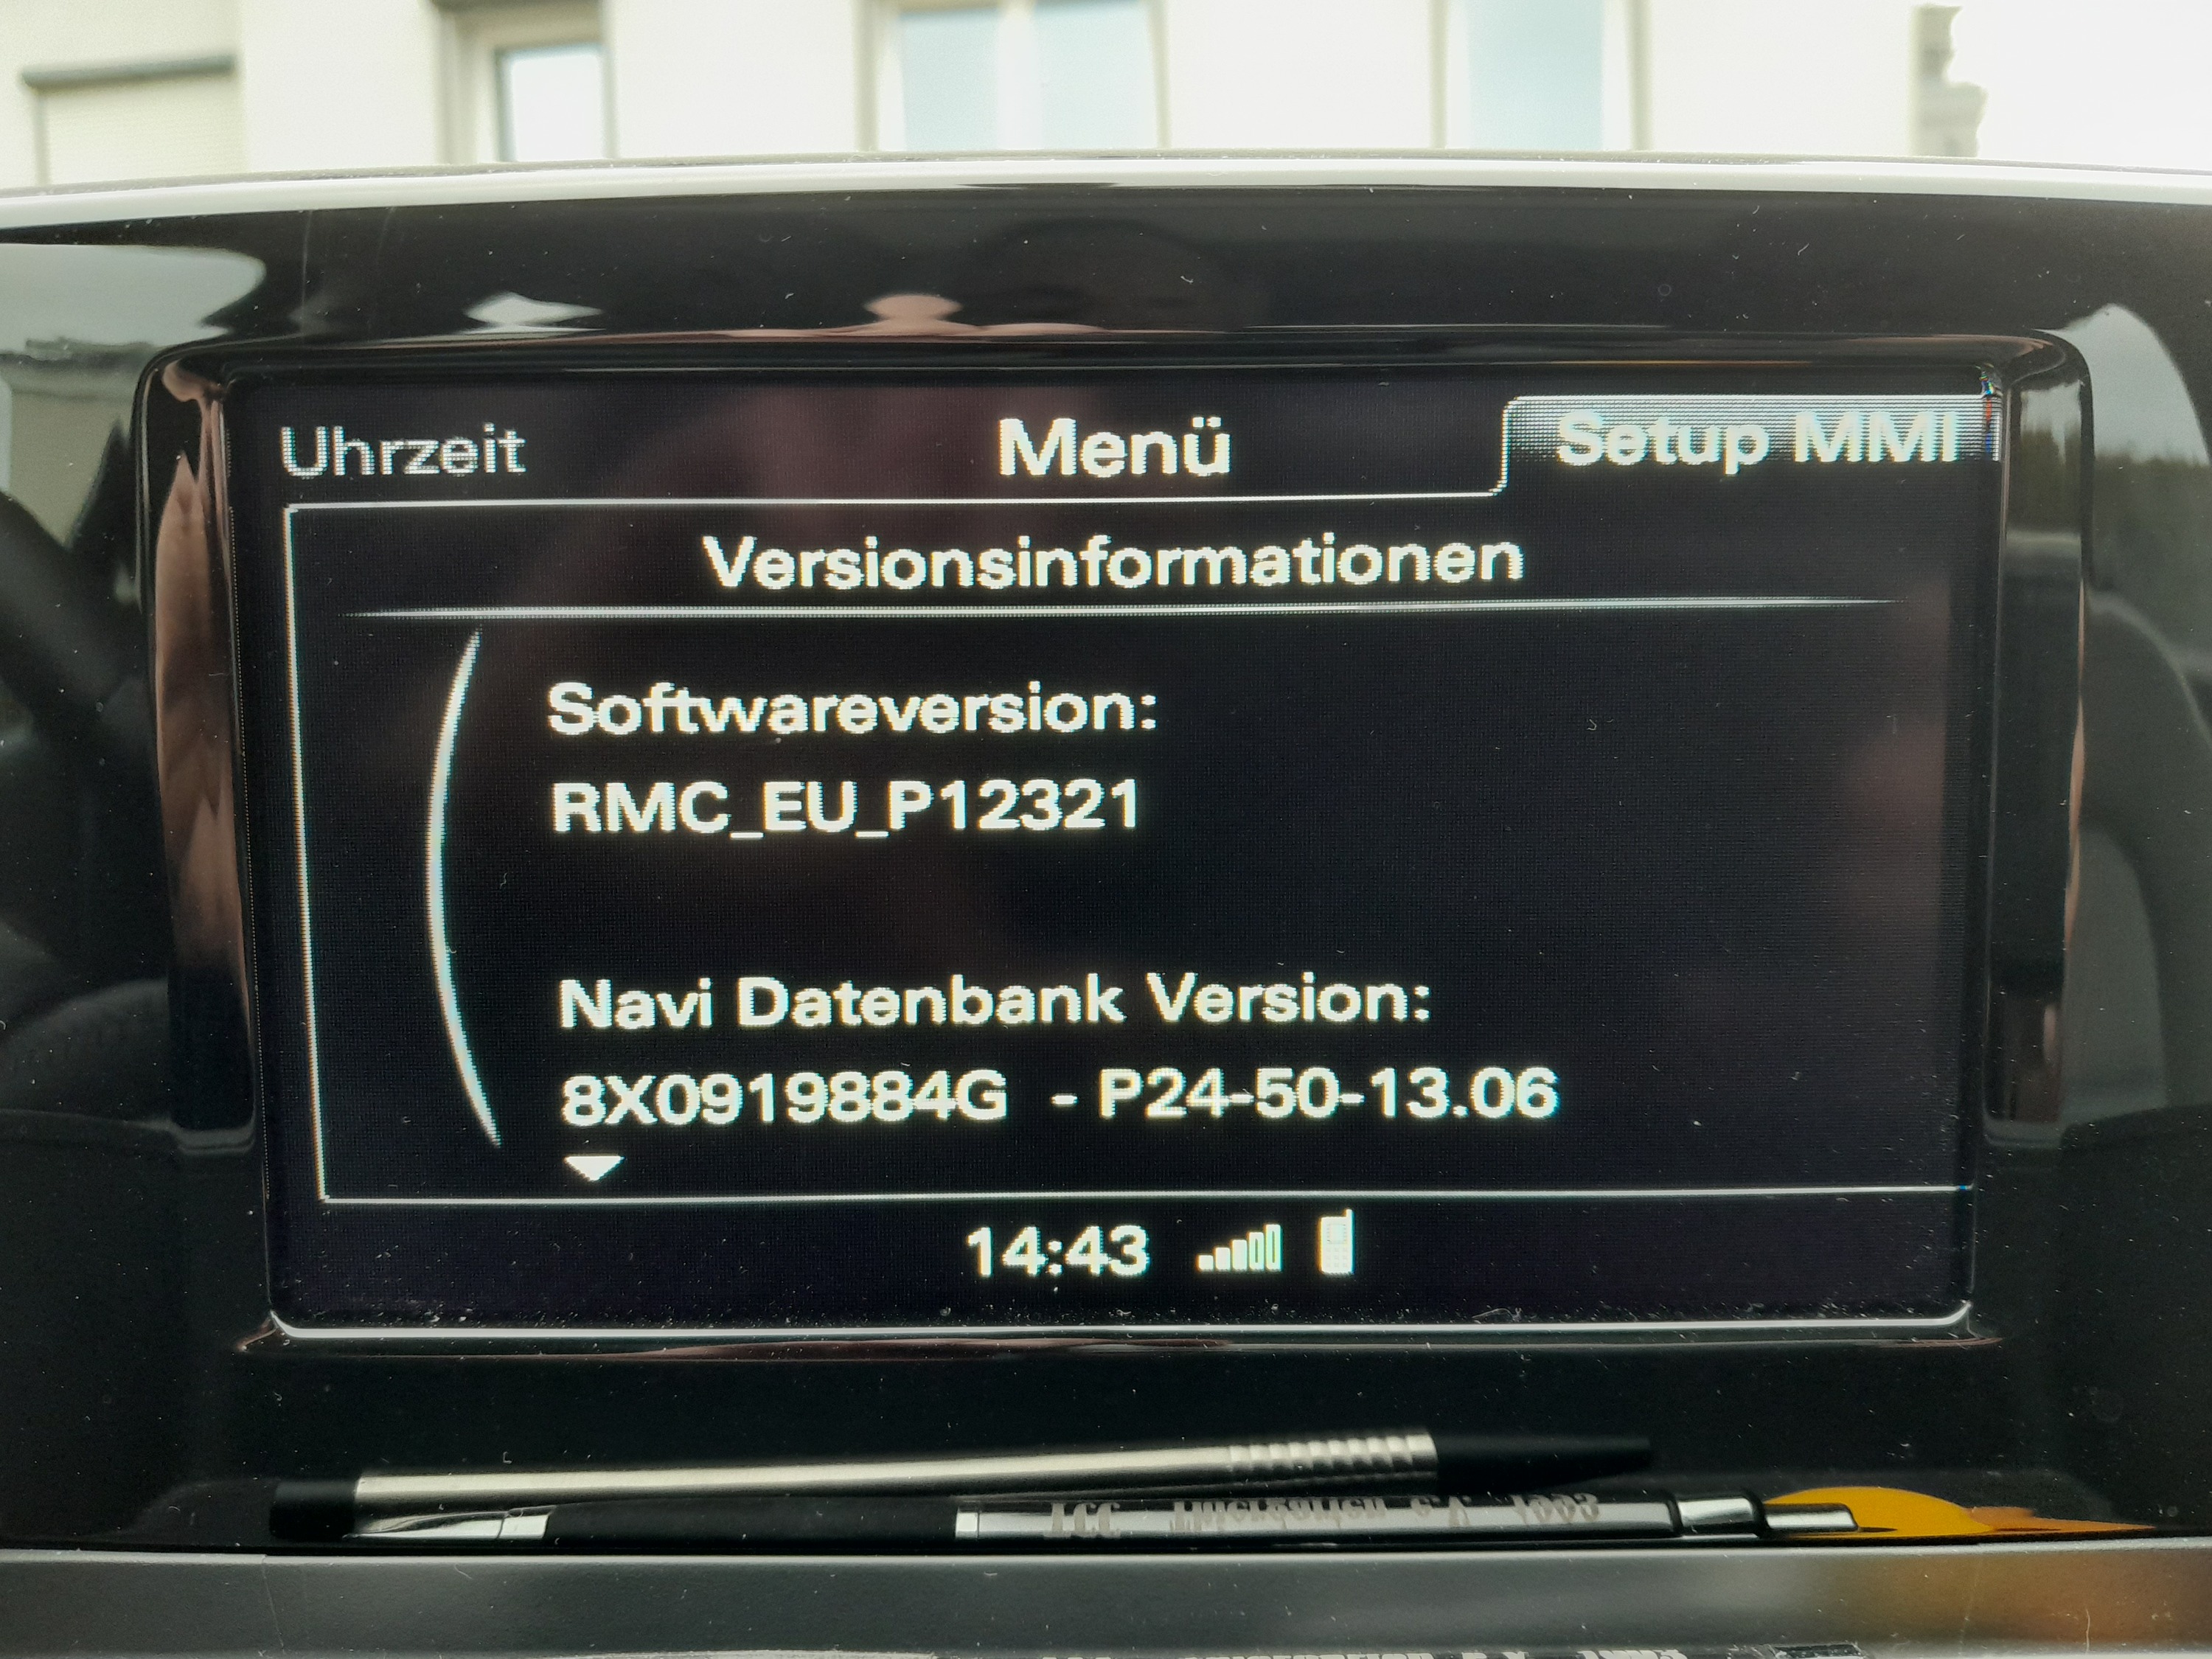 Uhrzeit
Menü
Setup MMI
Versionsinformationen
Softwareversion:
RMC_EU_P12321
Navi Datenbank Version:
8X0919884G - P24-50-13.06
14:43